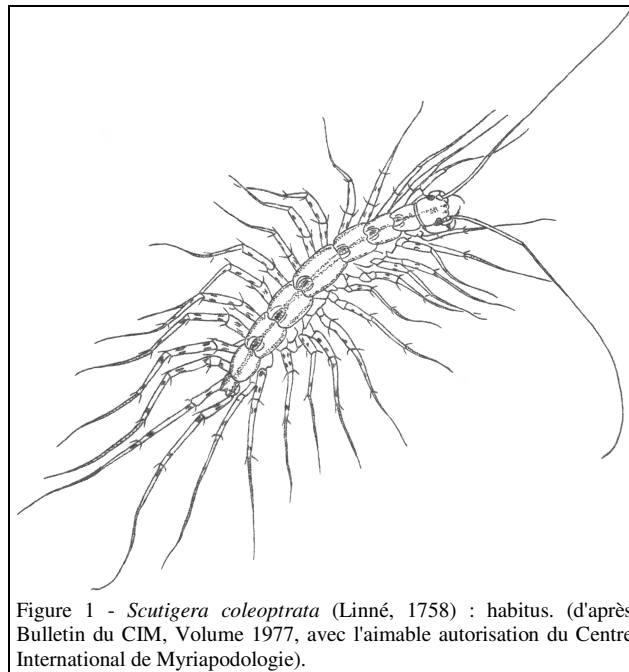 Figure 1 - Scutigera coleoptrata (Linné, 1758) : habitus. (d'après
Bulletin du CIM, Volume 1977, avec l'aimable autorisation du Centre
International de Myriapodologie).